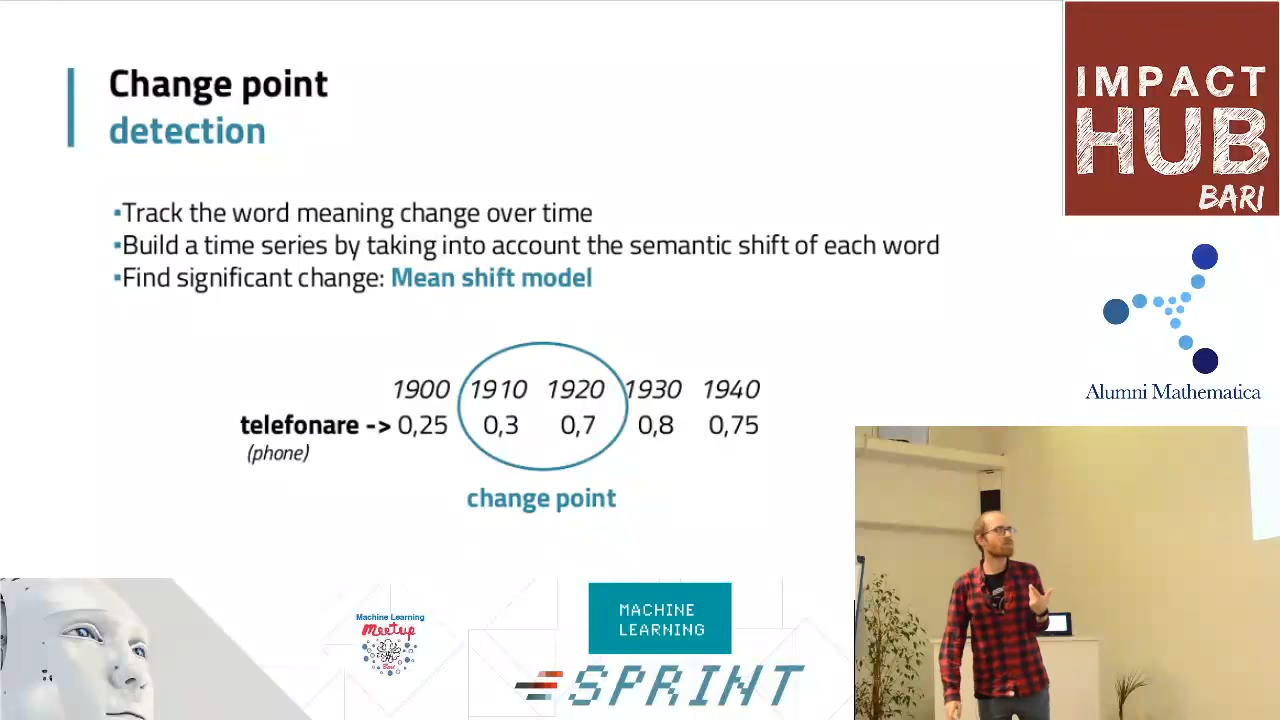 Change point
detection
▪Track the word meaning change over time
▪Build a time series by taking into account the semantic shift of each word
▪Find significant change: Mean shift model
1900 1910 1920 1930 1940
telefonare -> 0,25 0,3 0,7 0,8 0,75
(phone)
change point
IMPACT
HUB
BARI
Alumni Mathematica
Machine Learning
Meetup
Bari
MACHINE
LEARNING
SPRINT